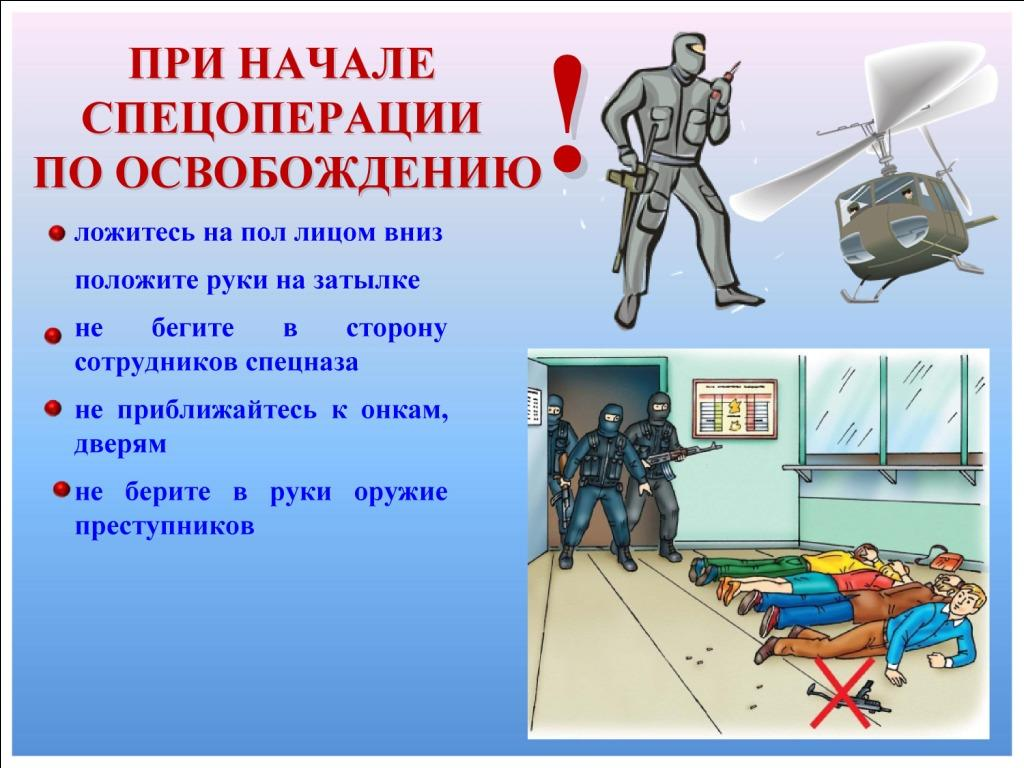 ПРИ НАЧАЛЕ
СПЕЦОПЕРАЦИИ
ПО ОСВОБОЖДЕНИЮ!
ложитесь на пол лицом вниз
положите руки на затылке
не бегите в сторону
сотрудников спецназа
не приближайтесь к онкам,
дверям
не берите в руки оружие
преступников